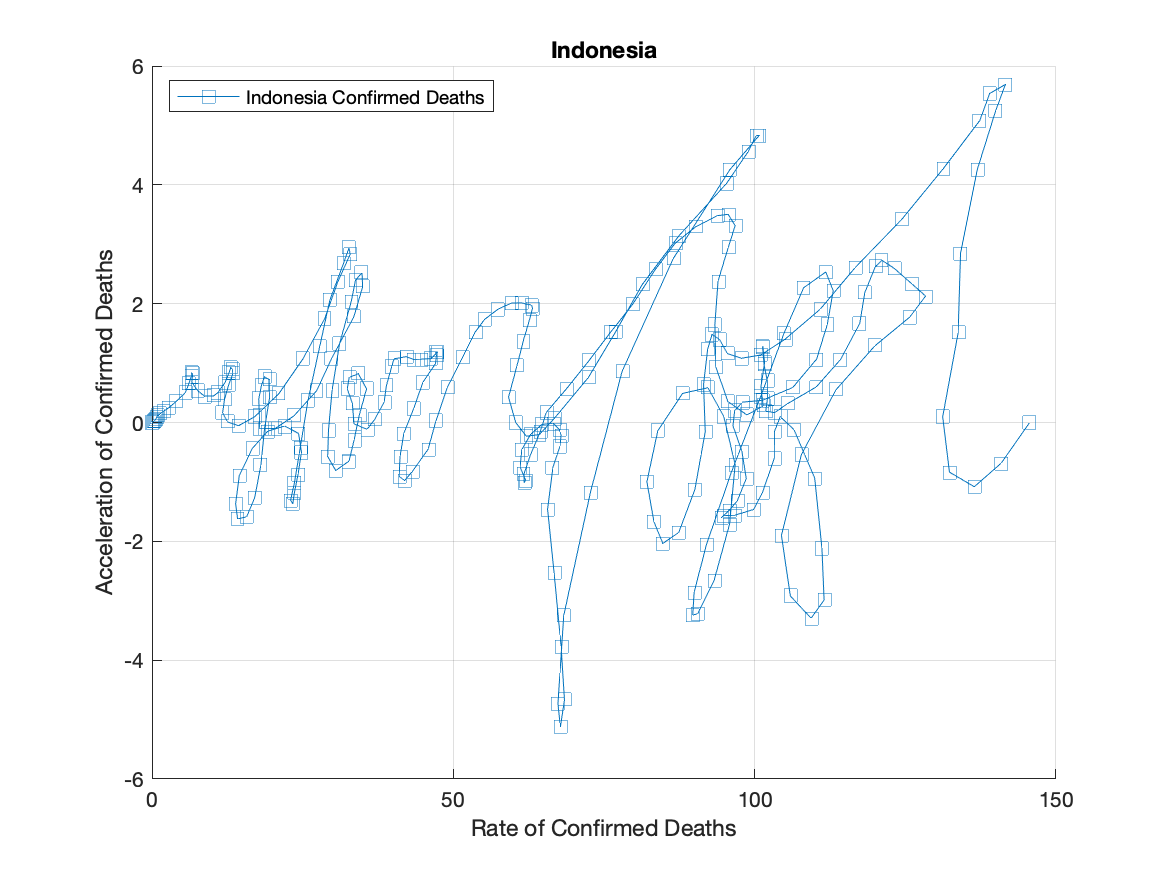 Indonesia
Indonesia Confirmed Deaths
6
4
2
0
-2
-4
-6
Acceleration of Confirmed Deaths
0 50 100 150
Rate of Confirmed Deaths